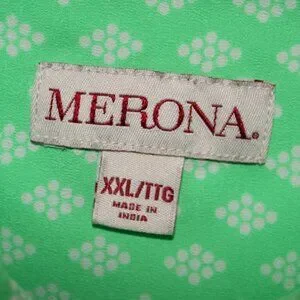 MERONA.
XXL/TTG
MADE IN
INDIA